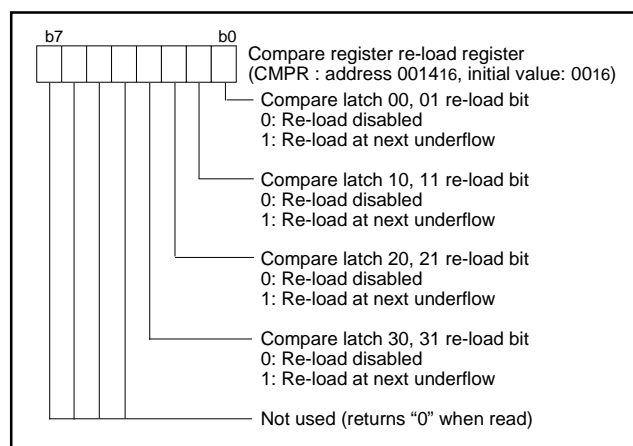 b7 b0
Compare register re-load register
(CMPR : address 001416, initial value: 0016)
Compare latch 00, 01 re-load bit
0: Re-load disabled
1: Re-load at next underflow
Compare latch 10, 11 re-load bit
0: Re-load disabled
1: Re-load at next underflow
Compare latch 20, 21 re-load bit
0: Re-load disabled
1: Re-load at next underflow
Compare latch 30, 31 re-load bit
0: Re-load disabled
1: Re-load at next underflow
Not used (returns “0” when read)